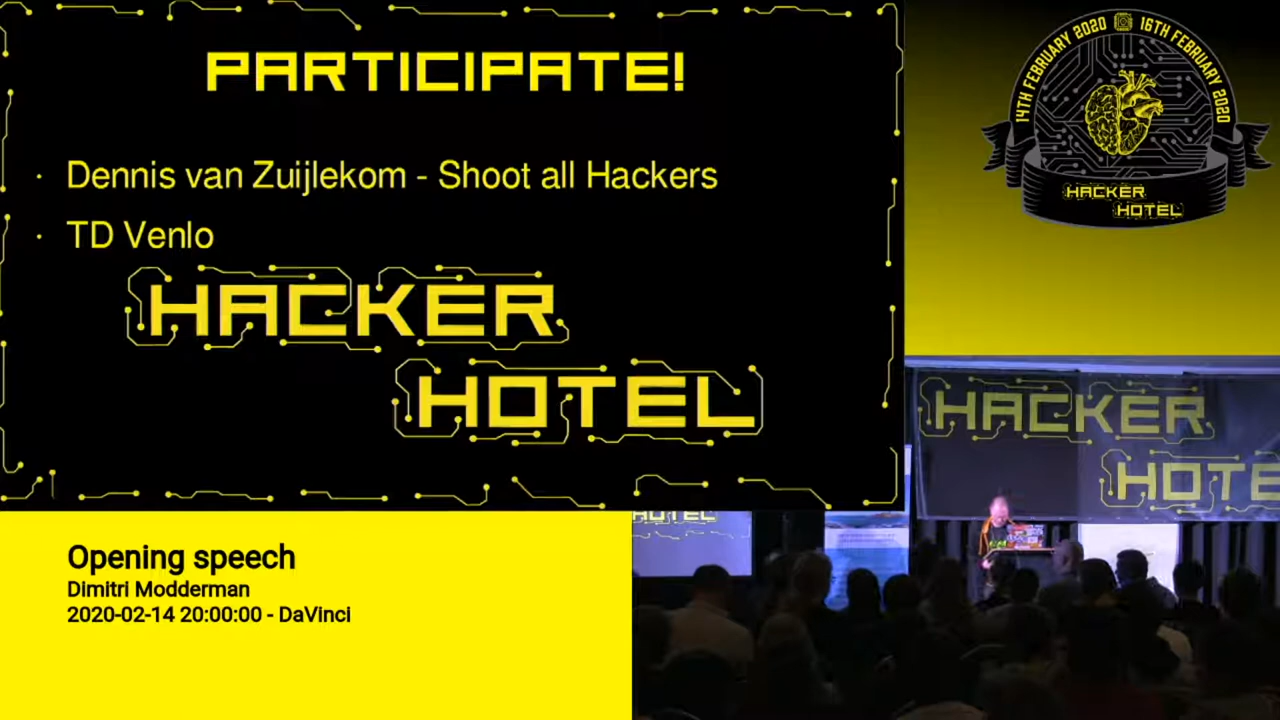 PARTICIPATE!
· Dennis van Zuijlekom - Shoot all Hackers
· TD Venlo
HACKER
HOTEL
14TH FEBRUARY 2020 16TH FEBRUARY 2020
HACKER
HOTEL
HACKER
HOTE
HOTEL
Opening speech
Dimitri Modderman
2020-02-14 20:00:00 - DaVinci